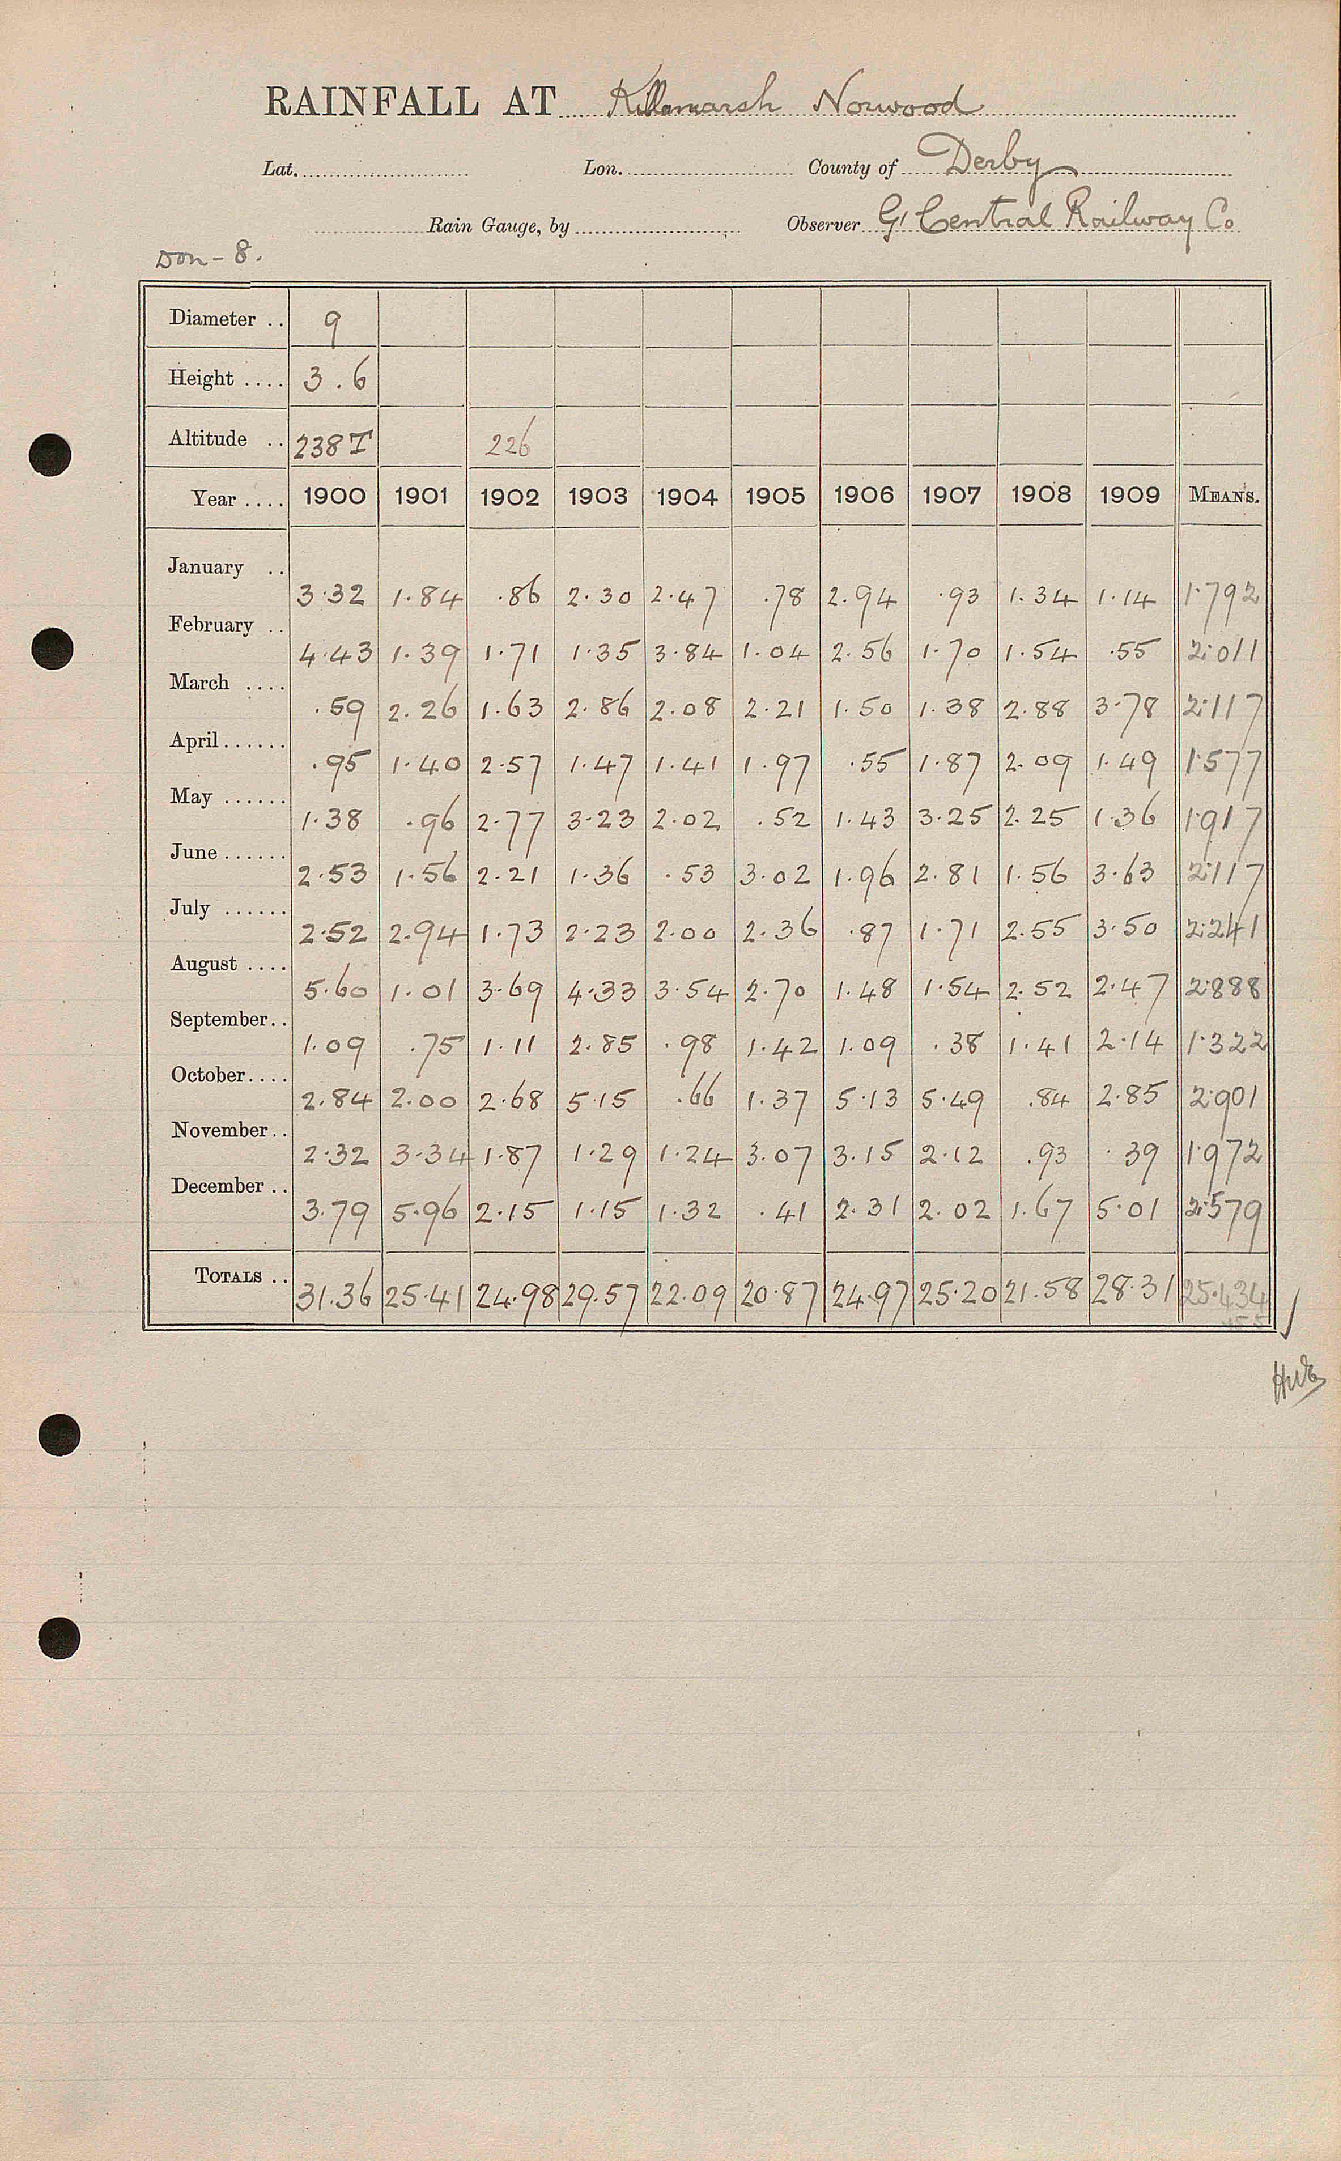 RAINFALL AT Killamarsh Norwood
Lat. Lon. County of Derby
Rain Gauge, by Observer Gt Central Railway Co
Don - 8.
Diameter .. 9
Height .... 3.6
Altitude .. 238 T 226
Year .... 1900 1901 1902 1903 1904 1905 1906 1907 1908 1909 MEANS.
January .. 3.32 1.84 .86 2.30 2.47 .78 2.94 .93 1.34 1.14 1.792
February .. 4.43 1.39 1.71 1.35 3.84 1.04 2.56 1.70 1.54 .55 2.011
March .... .59 2.26 1.63 2.86 2.08 2.21 1.50 1.38 2.88 3.78 2.117
April ...... .95 1.40 2.57 1.47 1.41 1.97 .55 1.87 2.09 1.49 1.577
May ...... 1.38 .96 2.77 3.23 2.02 .52 1.43 3.25 2.25 1.36 1.917
June ...... 2.53 1.56 2.21 1.36 .53 3.02 1.96 2.81 1.56 3.63 2.117
July ...... 2.52 2.94 1.73 2.23 2.00 2.36 .87 1.71 2.55 3.50 2.241
August .... 5.60 1.01 3.69 4.33 3.54 2.70 1.48 1.54 2.52 2.47 2.888
September .. 1.09 .75 1.11 2.85 .98 1.42 1.09 .38 1.41 2.14 1.322
October .... 2.84 2.00 2.68 5.15 .66 1.37 5.13 5.49 .84 2.85 2.901
November .. 2.32 3.34 1.87 1.29 1.24 3.07 3.15 2.12 .93 .39 1.972
December .. 3.79 5.96 2.15 1.15 1.32 .41 2.31 2.02 1.67 5.01 2.579
TOTALS .. 31.36 25.41 24.98 29.57 22.09 20.87 24.97 25.20 21.58 28.31 25.434